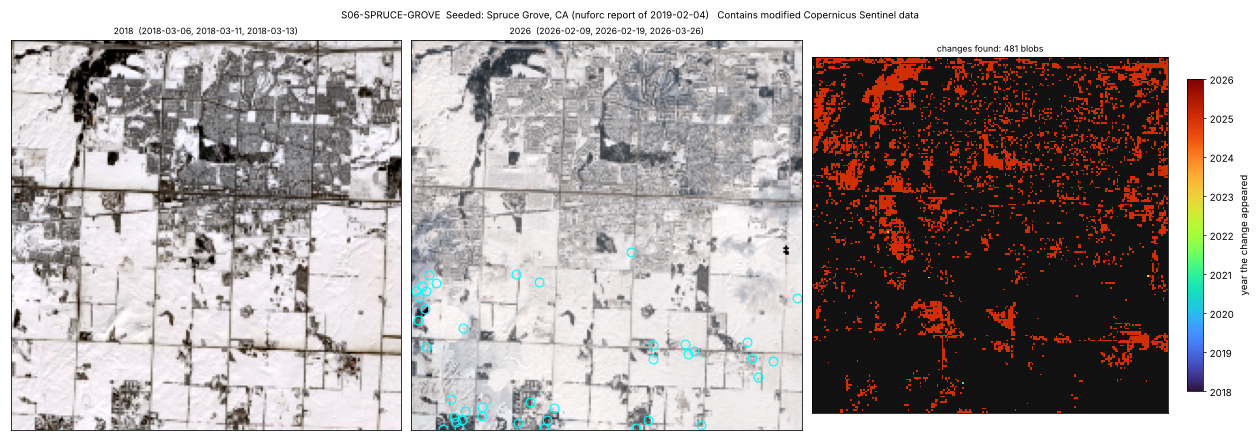 S06-SPRUCE-GROVE  Seeded: Spruce Grove, CA (nuforc report of 2019-02-04)   Contains modified Copernicus Sentinel data
2018  (2018-03-06, 2018-03-11, 2018-03-13)
2026  (2026-02-09, 2026-02-19, 2026-03-26)
changes found: 481 blobs
2026
2025
2024
2023
2022
2021
2020
2019
2018
year the change appeared